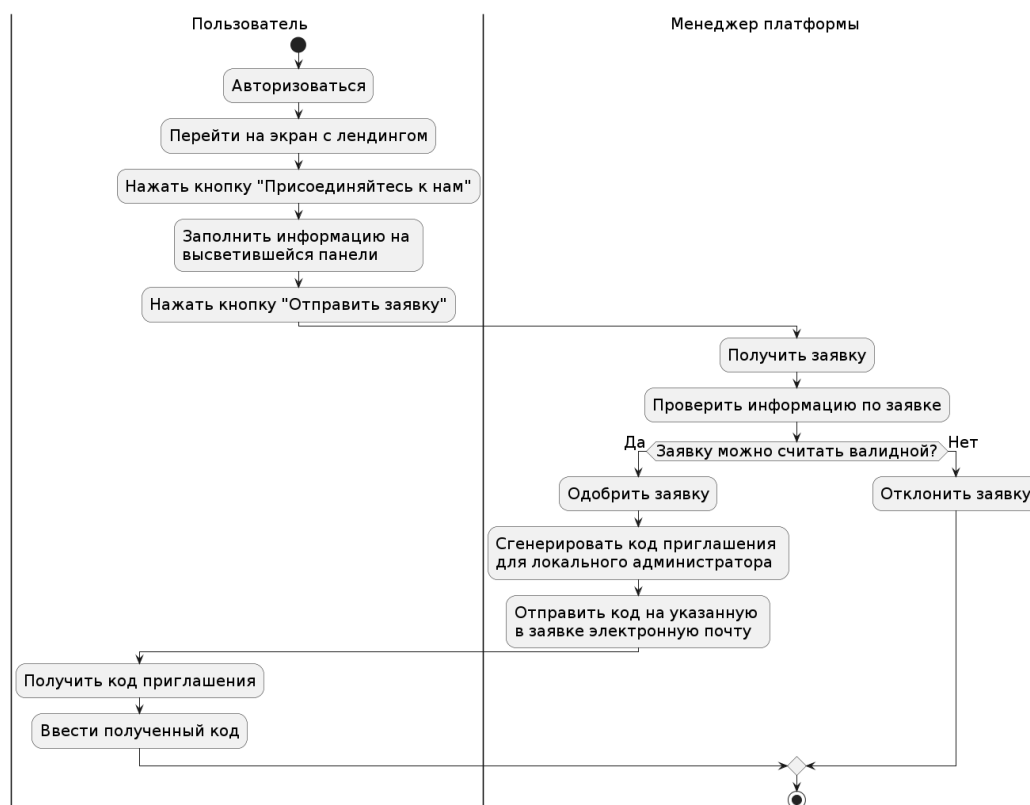 Пользователь
Менеджер платформы
Авторизоваться
Перейти на экран с лендингом
Нажать кнопку "Присоединяйтесь к нам"
Заполнить информацию на
высветившейся панели
Нажать кнопку "Отправить заявку"
Получить заявку
Проверить информацию по заявке
Да
Заявку можно считать валидной?
Нет
Одобрить заявку
Отклонить заявку
Сгенерировать код приглашения
для локального администратора
Отправить код на указанную
в заявке электронную почту
Получить код приглашения
Ввести полученный код